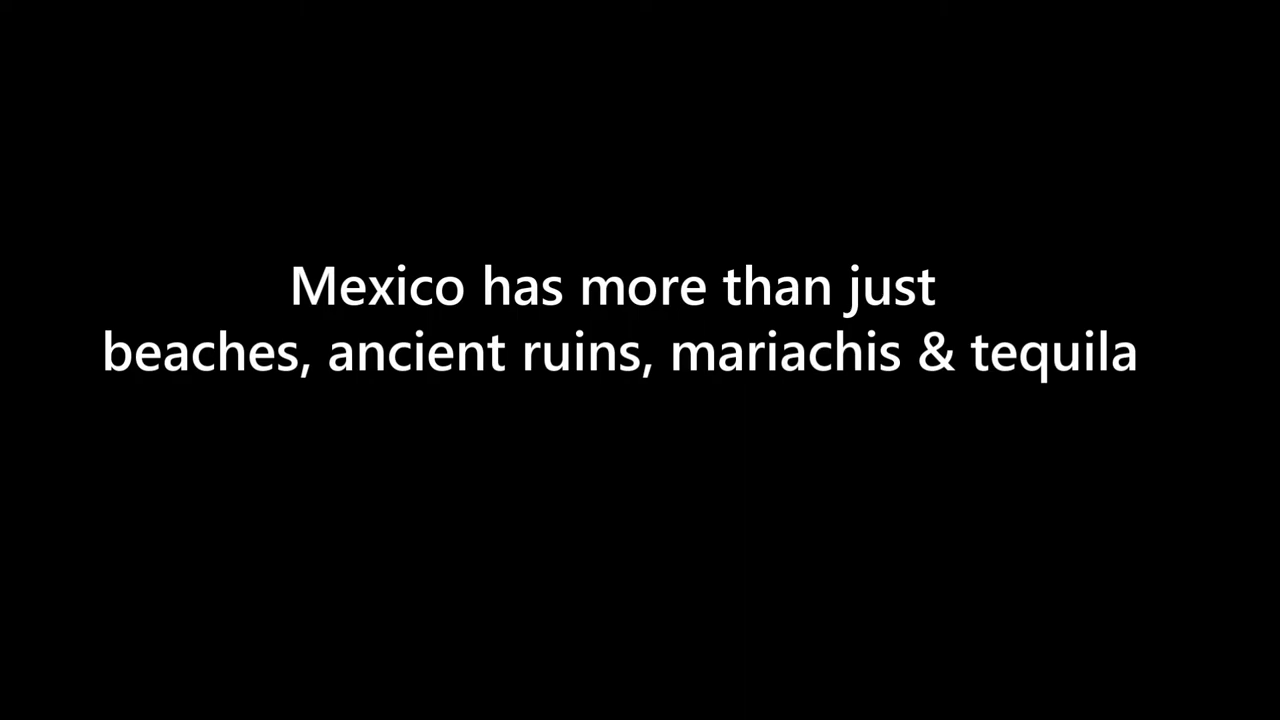 Mexico has more than just
beaches, ancient ruins, mariachis & tequila